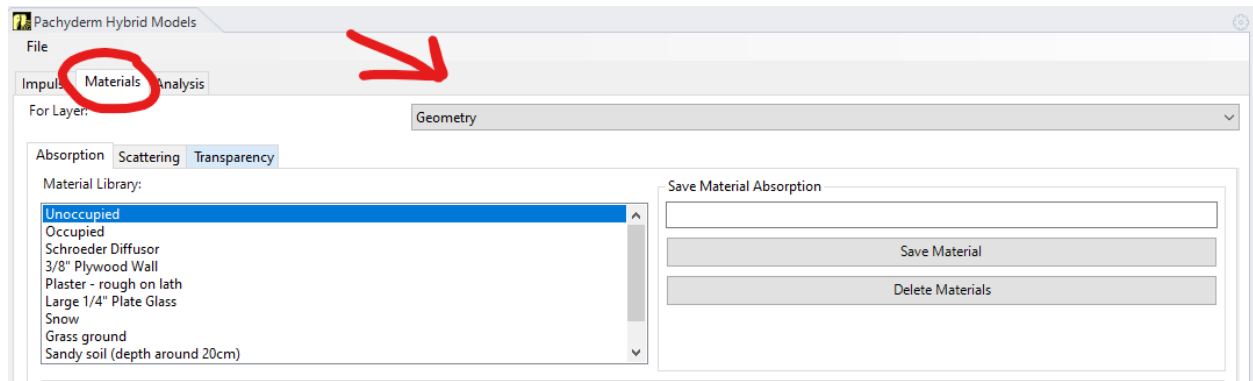 Pachyderm Hybrid Models
File
Impuls Materials Analysis
For Layer: Geometry
Absorption Scattering Transparency
Material Library:
Save Material Absorption
Unoccupied
Occupied
Schroeder Diffusor
3/8" Plywood Wall
Plaster - rough on lath
Large 1/4" Plate Glass
Snow
Grass ground
Sandy soil (depth around 20cm)
Save Material
Delete Materials